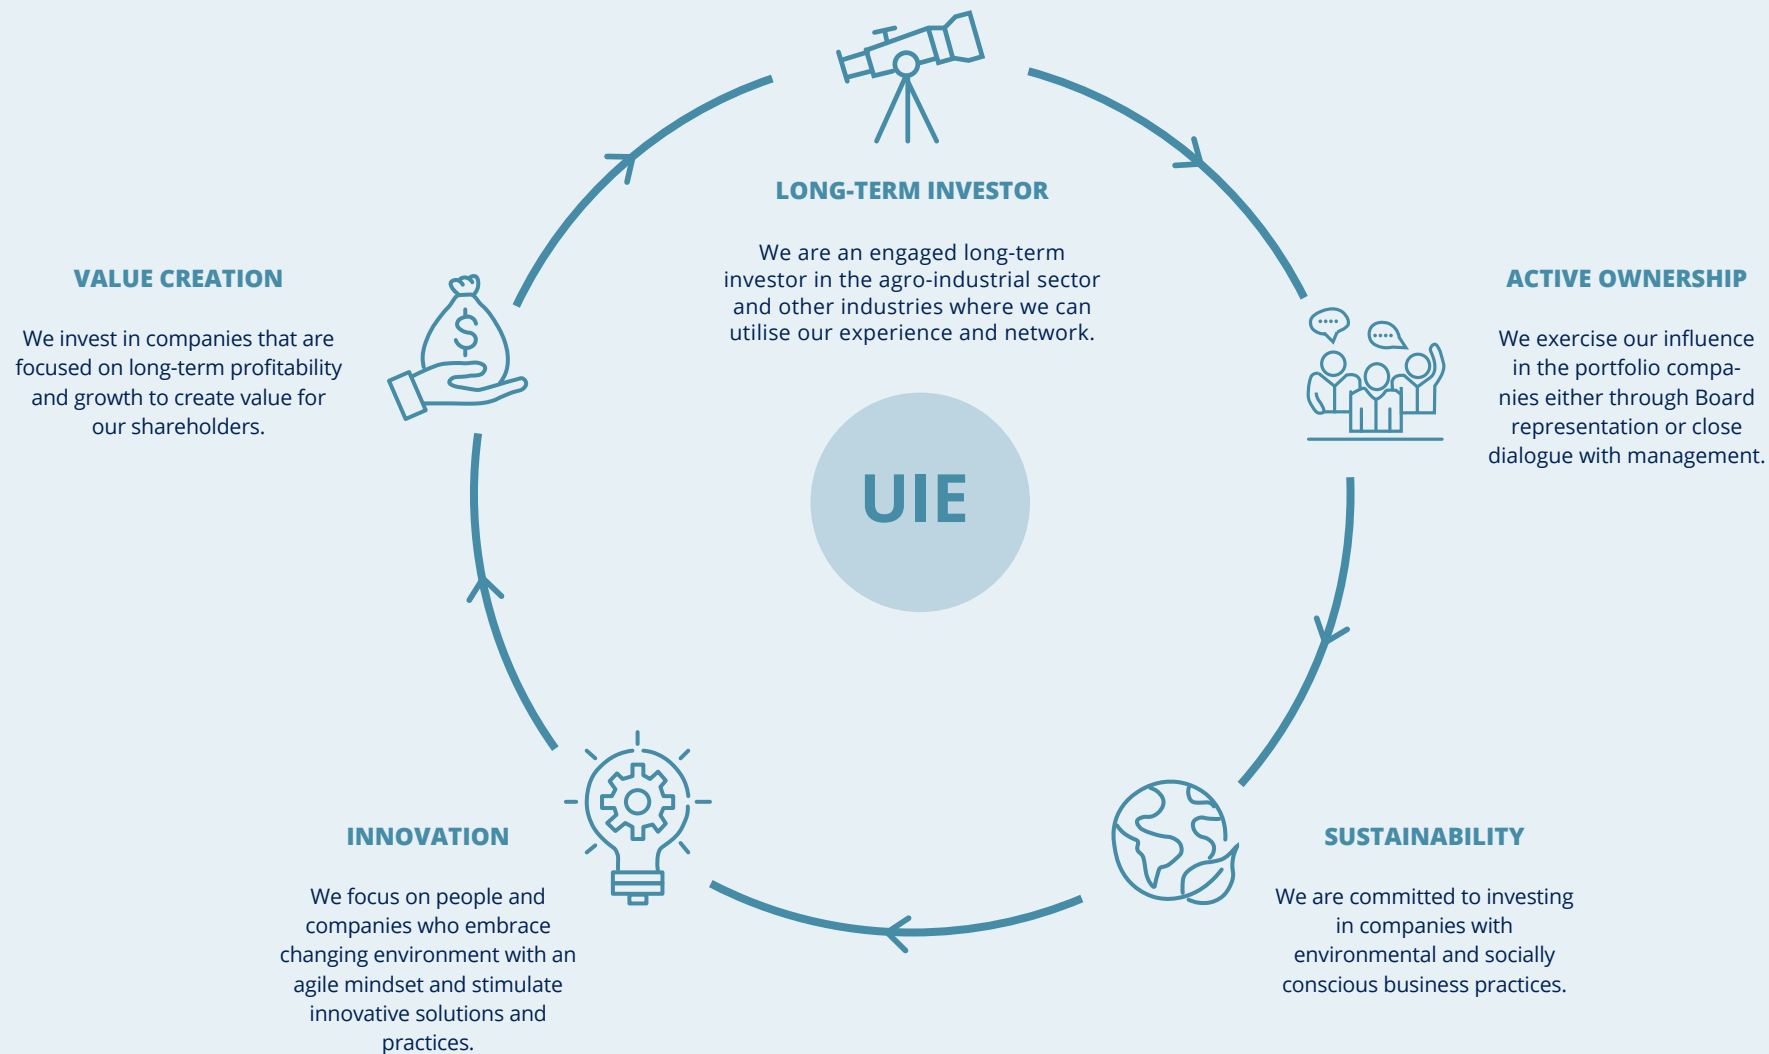 LONG-TERM INVESTOR
We are an engaged long-term
investor in the agro-industrial sector
and other industries where we can
utilise our experience and network.
ACTIVE OWNERSHIP
We exercise our influence
in the portfolio compa-
nies either through Board
representation or close
dialogue with management.
SUSTAINABILITY
We are committed to investing
in companies with
environmental and socially
conscious business practices.
INNOVATION
We focus on people and
companies who embrace
changing environment with an
agile mindset and stimulate
innovative solutions and
practices.
VALUE CREATION
We invest in companies that are
focused on long-term profitability
and growth to create value for
our shareholders.
$
UIE